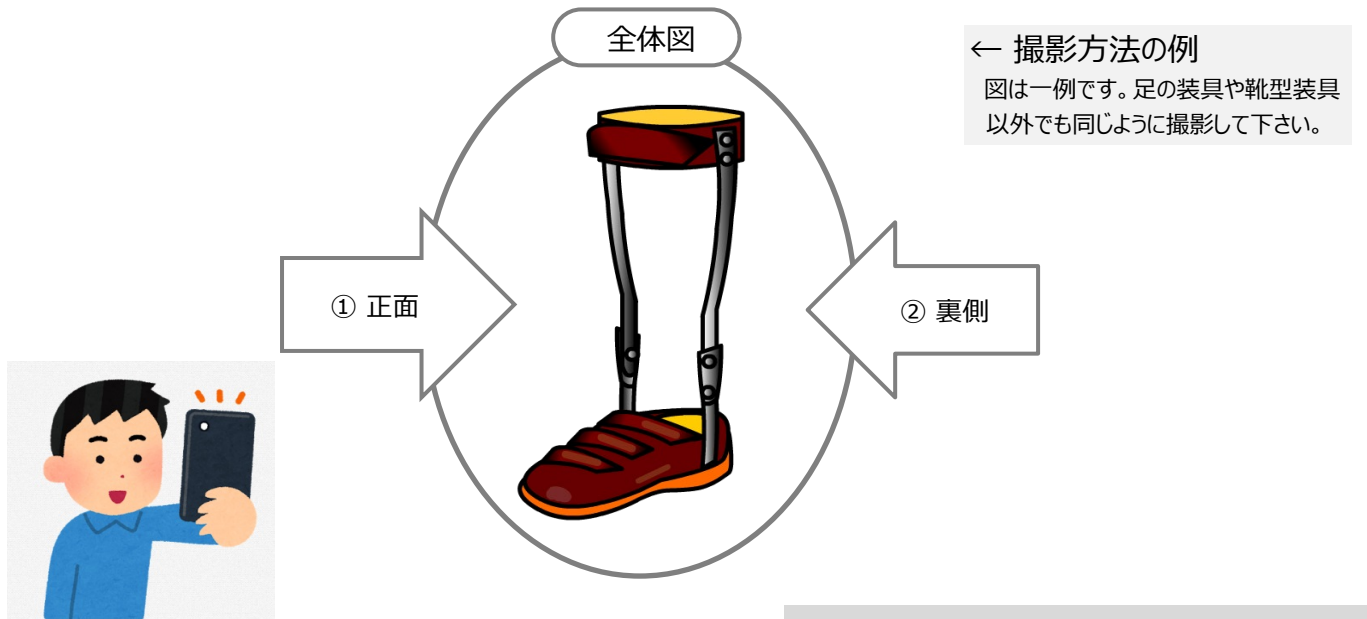 全体図
← 撮影方法の例
図は一例です。足の装具や靴型装具
以外でも同じように撮影して下さい。
① 正面
② 裏側